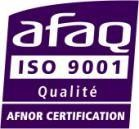 afaq
ISO 9001
Qualité
AFNOR CERTIFICATION